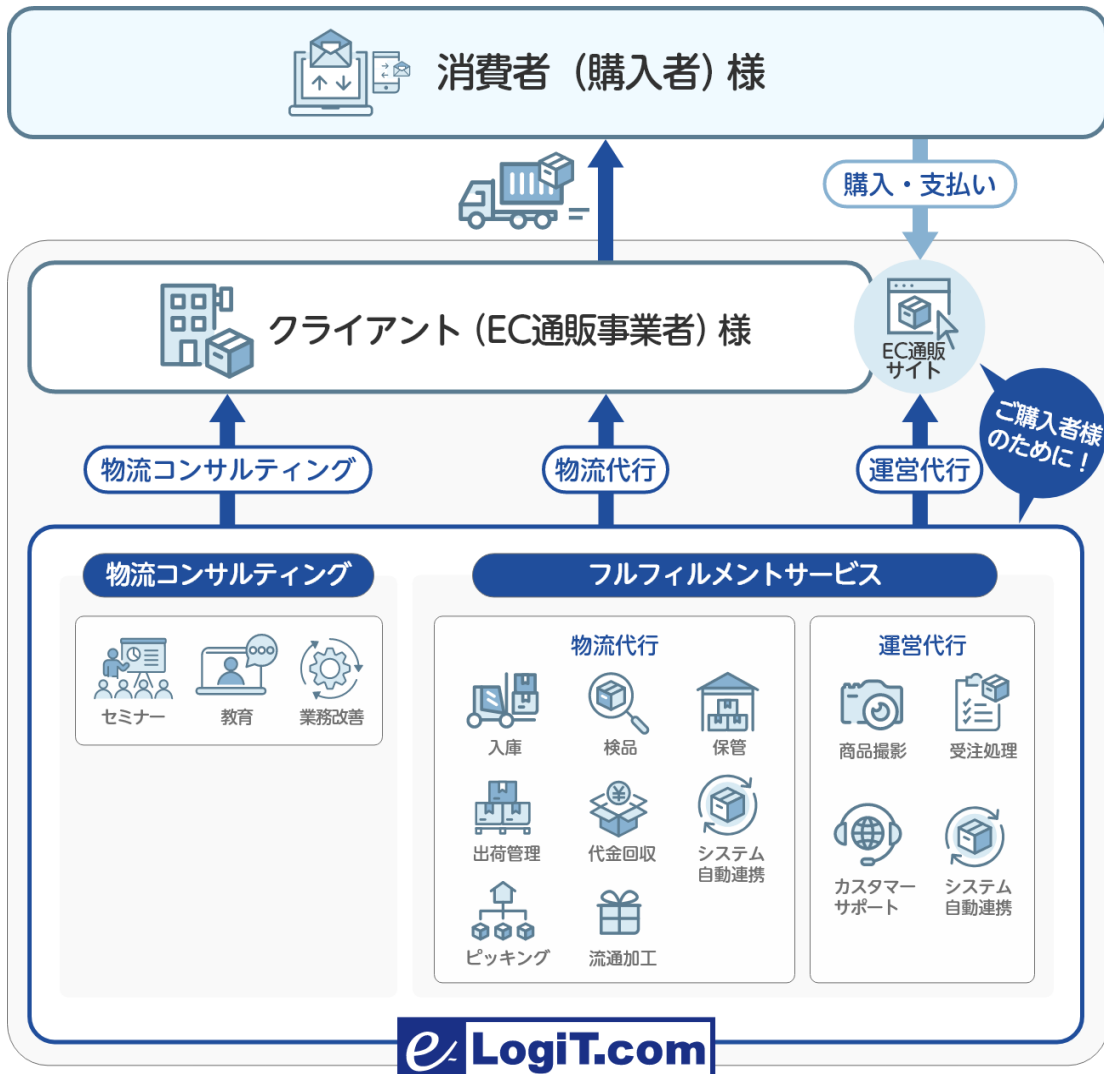 消費者（購入者）様
購入・支払い
クライアント（EC通販事業者）様
EC通販
サイト
ご購入者様
のために！
物流コンサルティング
物流代行
運営代行
物流コンサルティング
フルフィルメントサービス
セミナー
教育
業務改善
物流代行
入庫
検品
保管
出荷管理
代金回収
システム
自動連携
ピッキング
流通加工
運営代行
商品撮影
受注処理
カスタマー
サポート
システム
自動連携
e-LogiT.com